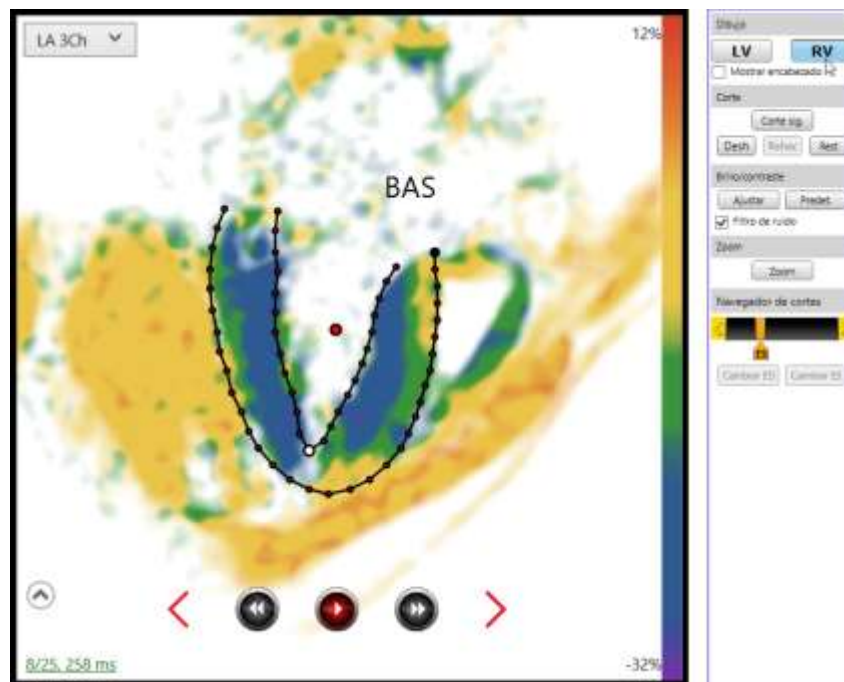 LA 3Ch
12%
BAS
8/25, 258 ms
-32%
Dibujo
LV RV
Mostrar encabezado
Corte
Corte sig.
Desh Rehac Rest
Brillo/contraste
Ajustar Predet.
Filtro de ruido
Zoom
Zoom
Navegador de cortes
ES
Cambiar ED Cambiar ES